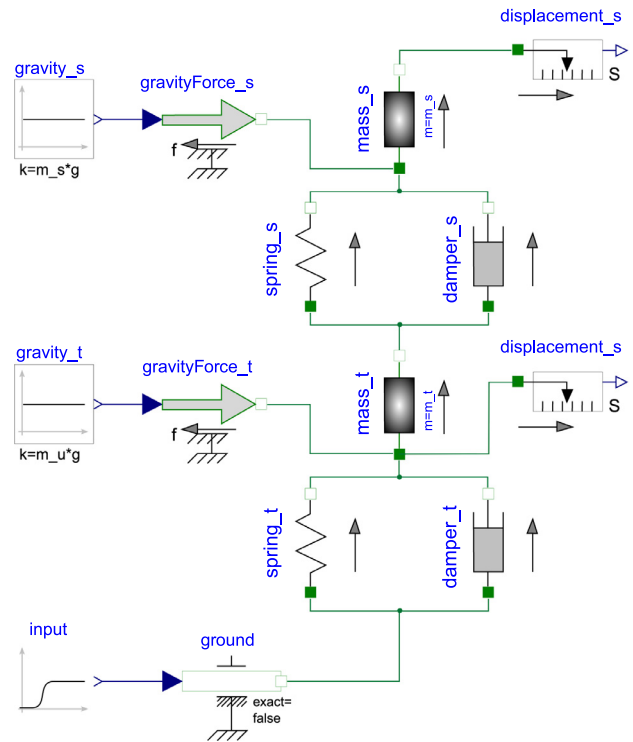 displacement_s
gravity_s
gravityForce_s
mass_s
m=m_s
S
f
k=m_s*g
spring_s
damper_s
gravity_t
gravityForce_t
mass_t
m=m_t
displacement_s
S
f
k=m_u*g
spring_t
damper_t
input
ground
exact=
false